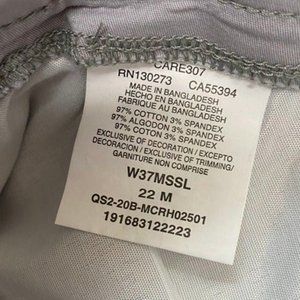 CARE307
RN130273 CA55394
MADE IN BANGLADESH
HECHO EN BANGLADESH
FABRIQUÉ AU BANGLADESH
97% COTTON 3% SPANDEX
97% ALGODON 3% SPANDEX
97% COTON 3% SPANDEX
EXCLUSIVE OF DECORATION / EXCEPTO
DECORACIÓN / EXCLUSIVE OF TRIMMING/
GARNITURE NON COMPRISE
W37MSSL
22 M
QS2-20B-MCRH02501
191683122223